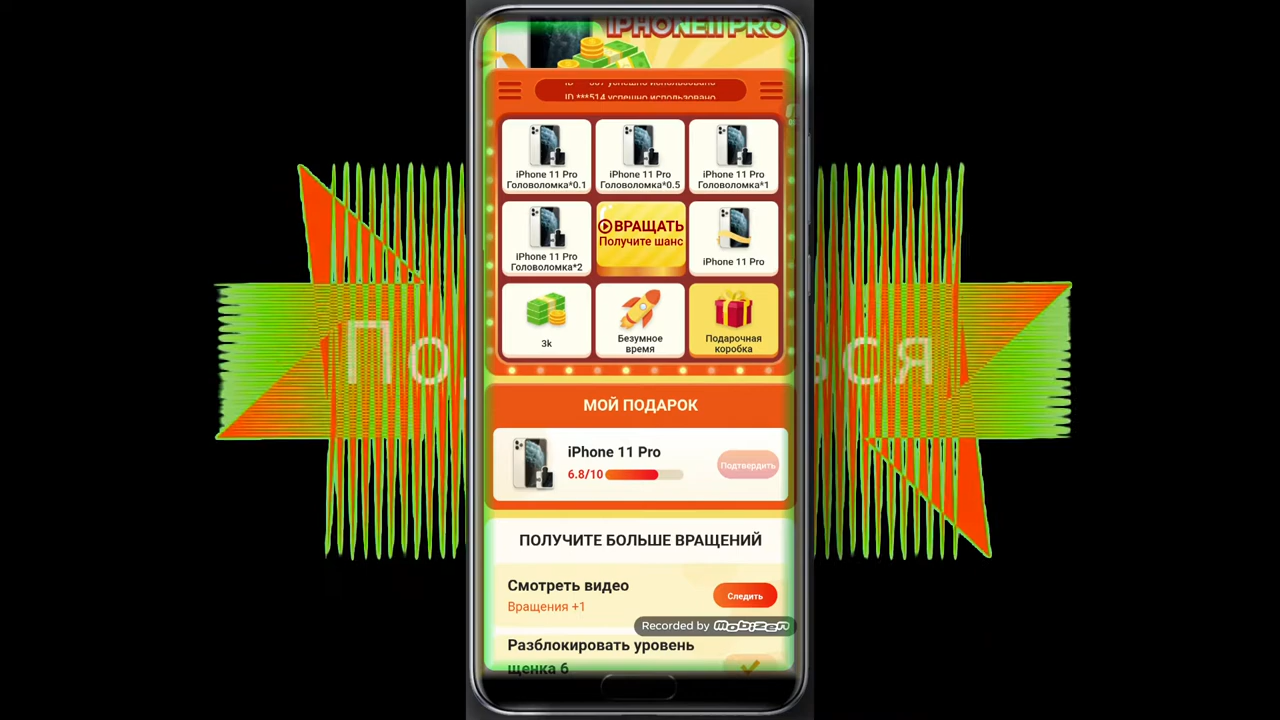 IPHONE11 PRO
ID ***514 успешно использовано
iPhone 11 Pro
Головоломка*0.1
iPhone 11 Pro
Головоломка*0.5
iPhone 11 Pro
Головоломка*1
iPhone 11 Pro
Головоломка*2
ВРАЩАТЬ
Получите шанс
iPhone 11 Pro
3k
Безумное
время
Подарочная
коробка
МОЙ ПОДАРОК
iPhone 11 Pro
6.8/10
Подтвердить
ПОЛУЧИТЕ БОЛЬШЕ ВРАЩЕНИЙ
Смотреть видео
Вращения +1
Следить
Recorded by mobizen
Разблокировать уровень
щенка 6